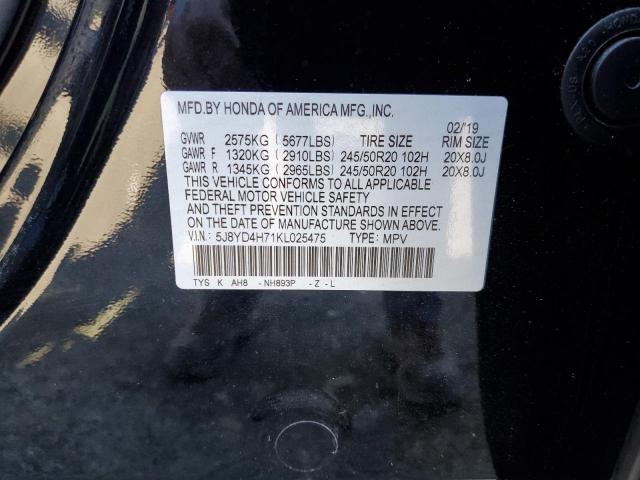 MFD.BY HONDA OF AMERICA MFG.,INC.
02/'19
GVWR 2575KG (5677LBS) TIRE SIZE RIM SIZE
GAWR F 1320KG (2910LBS) 245/50R20 102H 20X8.0J
GAWR R 1345KG (2965LBS) 245/50R20 102H 20X8.0J
THIS VEHICLE CONFORMS TO ALL APPLICABLE
FEDERAL MOTOR VEHICLE SAFETY
AND THEFT PREVENTION STANDARDS IN EFFECT
ON THE DATE OF MANUFACTURE SHOWN ABOVE.
V.I.N: 5J8YD4H71KL025475 TYPE: MPV
TYS K AH8 -NH893P -Z-L